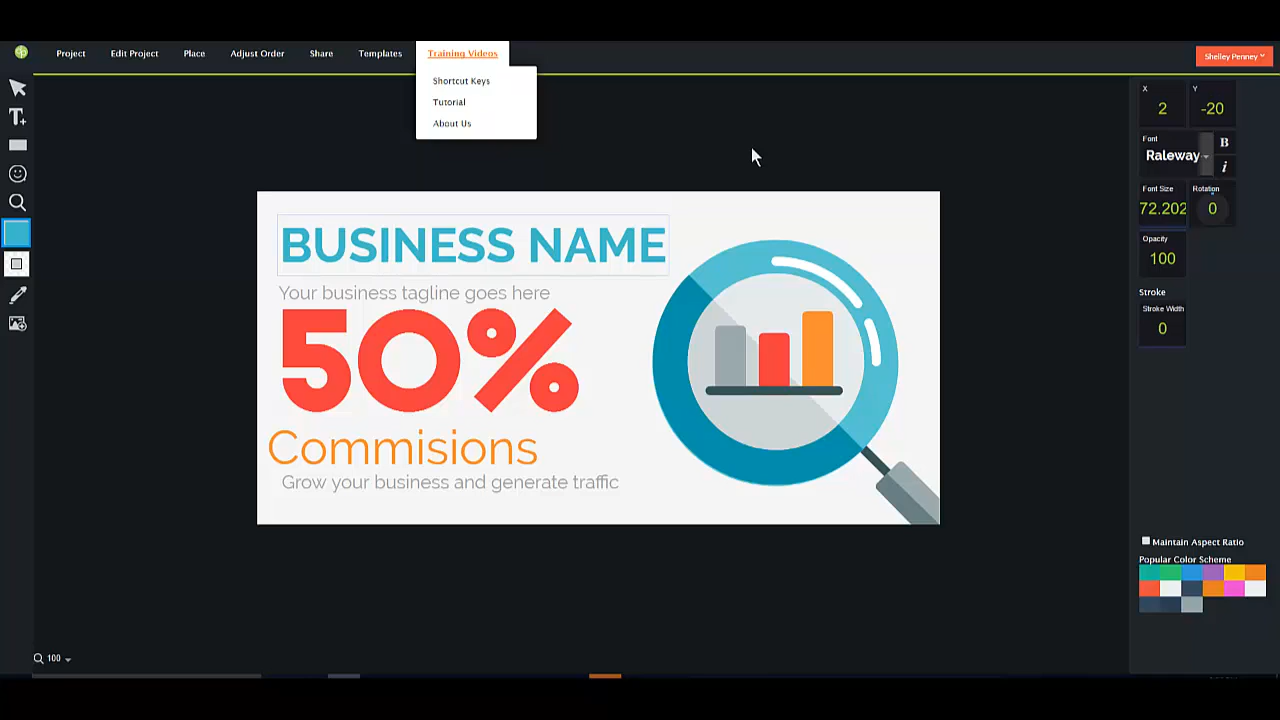 Project Edit Project Place Adjust Order Share Templates Training Videos Shelley Penney
Shortcut Keys
Tutorial
About Us
X Y
2 -20
Font
Raleway B
i
Font Size Rotation
72.202 0
Opacity
100
Stroke
Stroke Width
0
BUSINESS NAME
Your business tagline goes here
50%
Commisions
Grow your business and generate traffic
Maintain Aspect Ratio
Popular Color Scheme
100